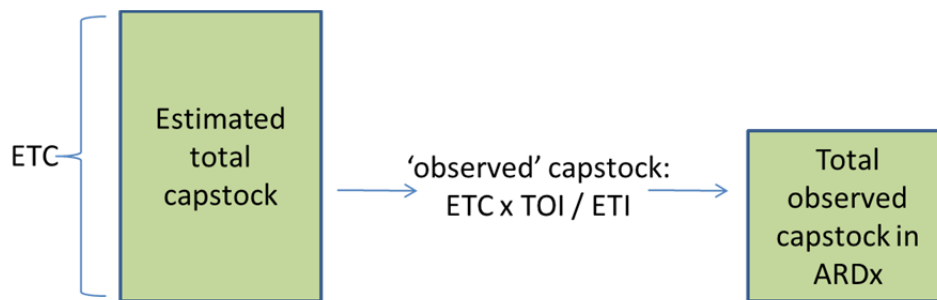 ETC
Estimated
total
capstock
‘observed’ capstock:
ETC x TOI / ETI
Total
observed
capstock in
ARDx